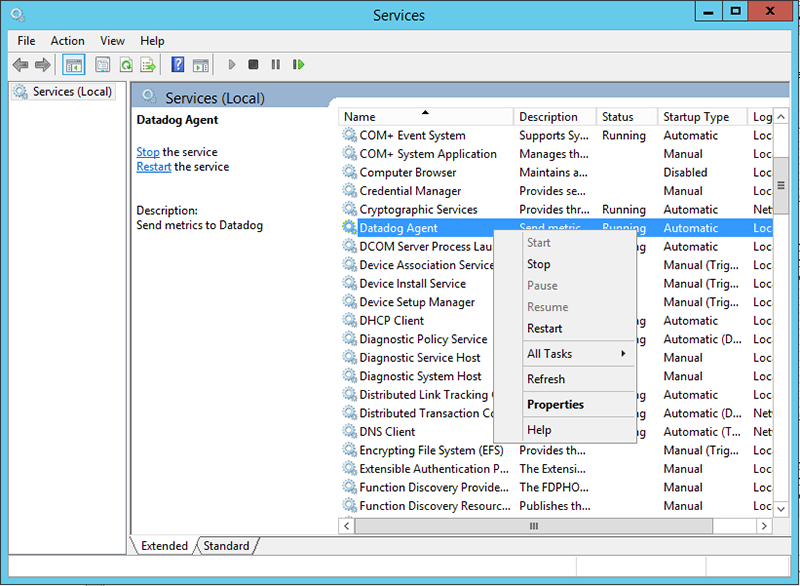 Services
File Action View Help
Services (Local)
Services (Local)
Datadog Agent
Stop the service
Restart the service
Description:
Send metrics to Datadog
Name Description Status Startup Type Log
COM+ Event System Supports Sy... Running Automatic Loc
COM+ System Application Manages th... Manual Loc
Computer Browser Maintains a... Disabled Loc
Credential Manager Provides se... Manual Loc
Cryptographic Services Provides thr... Running Automatic Net
Datadog Agent Send metric... Running Automatic Loc
DCOM Server Process Lau Automatic Loc
Device Association Service Manual (Trig... Loc
Device Install Service Manual (Trig... Loc
Device Setup Manager Manual (Trig... Loc
DHCP Client g Automatic Loc
Diagnostic Policy Service g Automatic (D... Loc
Diagnostic Service Host Manual Loc
Diagnostic System Host Manual Loc
Distributed Link Tracking g Automatic Loc
Distributed Transaction Co g Automatic (D... Net
DNS Client g Automatic (T... Net
Encrypting File System (EFS) Provides th... Manual (Trig... Loc
Extensible Authentication P... The Extensi... Manual Loc
Function Discovery Provide... The FDPHO... Manual Loc
Function Discovery Resourc... Publishes th... Manual Loc
Start
Stop
Pause
Resume
Restart
All Tasks
Refresh
Properties
Help
Extended Standard